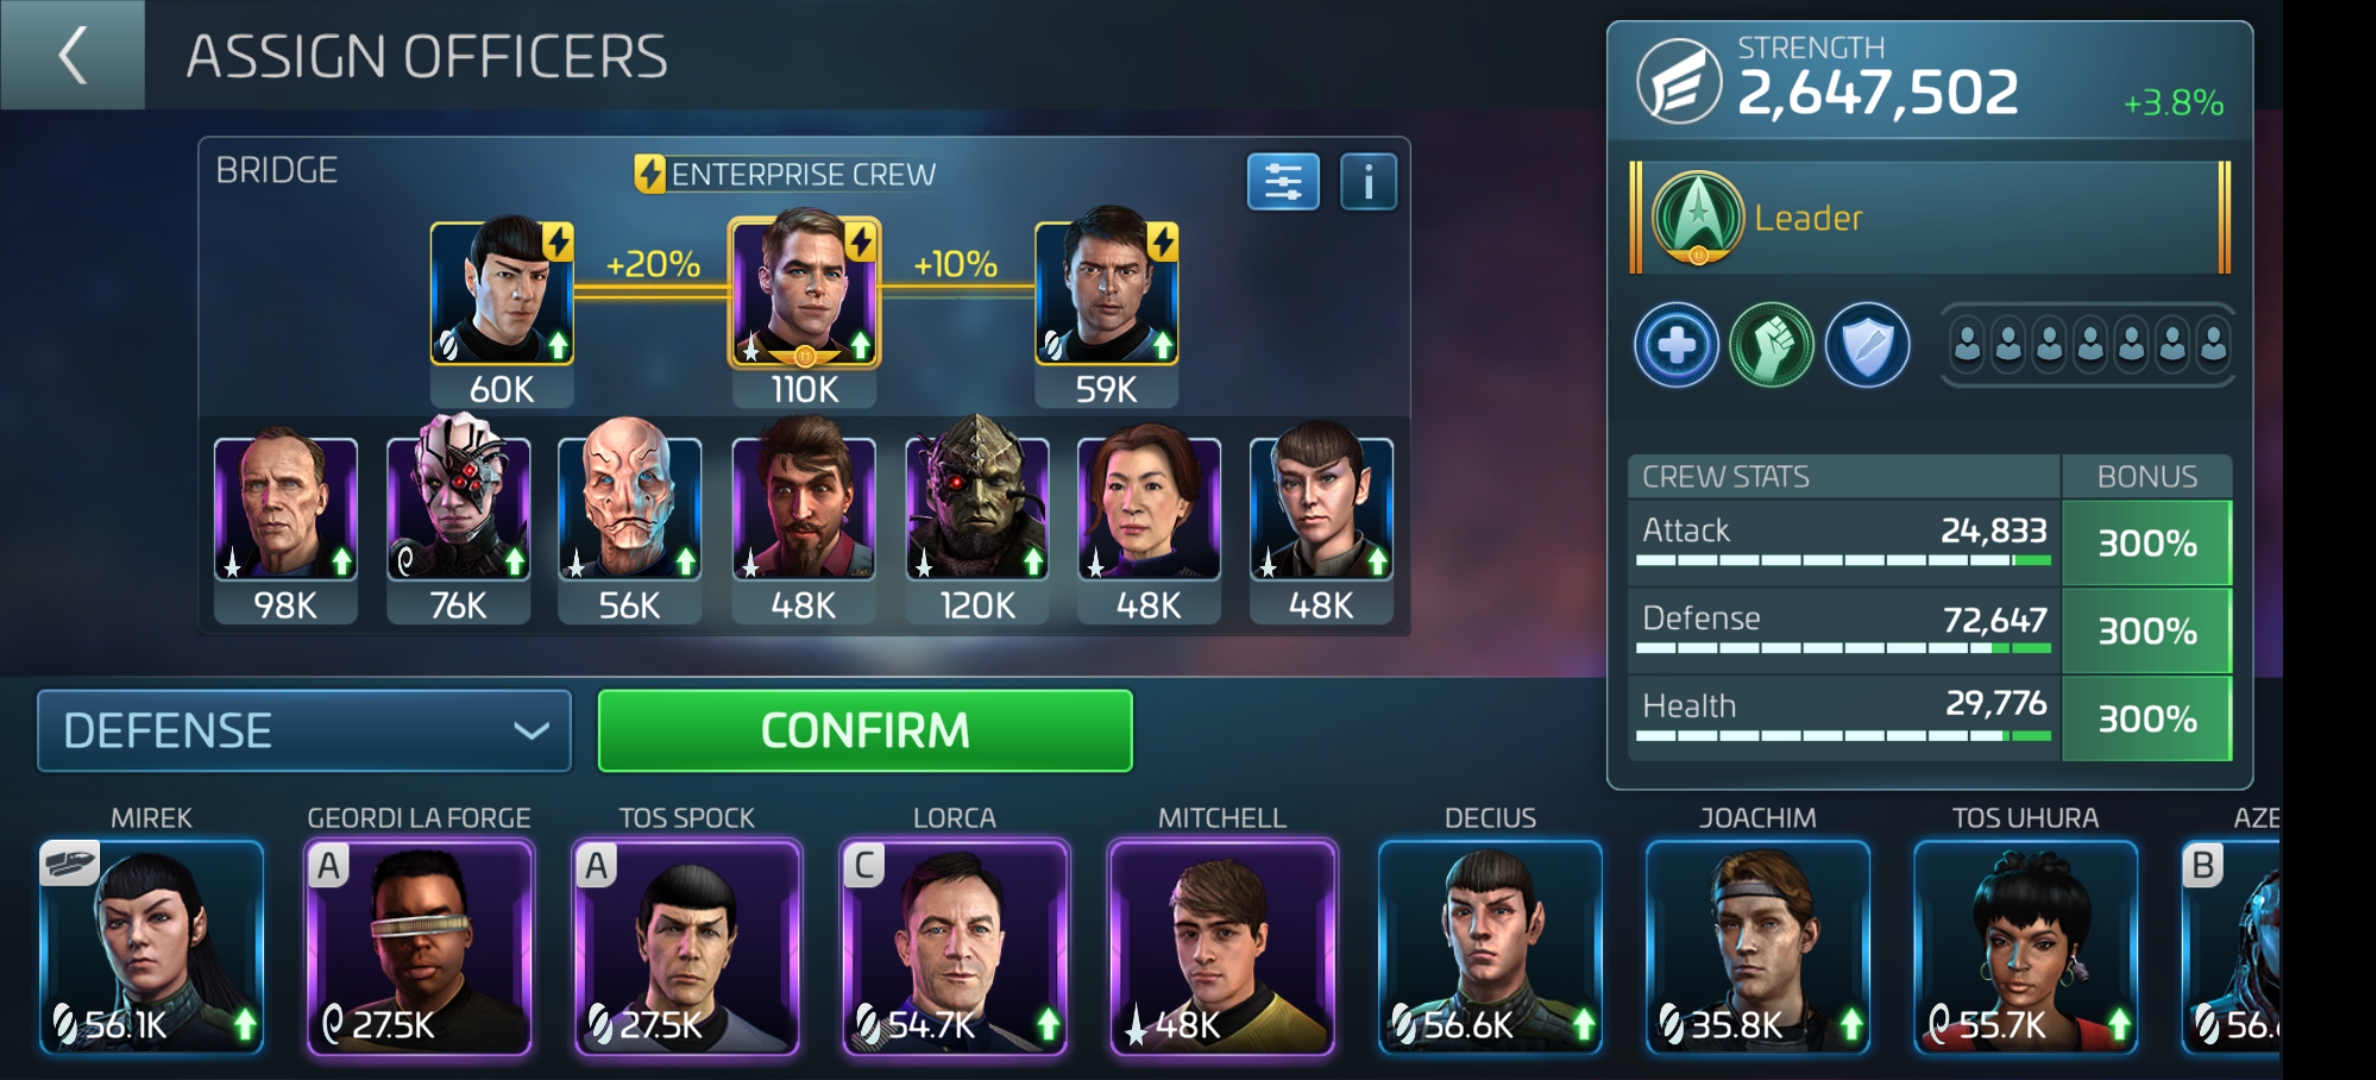 ASSIGN OFFICERS
BRIDGE
ENTERPRISE CREW
+20%
+10%
60K
110K
59K
98K
76K
56K
48K
120K
48K
48K
STRENGTH
2,647,502
+3.8%
Leader
CREW STATS
BONUS
Attack
24,833
300%
Defense
72,647
300%
Health
29,776
300%
DEFENSE
CONFIRM
MIREK
GEORDI LA FORGE
TOS SPOCK
LORCA
MITCHELL
DECIUS
JOACHIM
TOS UHURA
AZE
A
A
C
B
56.1K
27.5K
27.5K
54.7K
48K
56.6K
35.8K
55.7K
56.